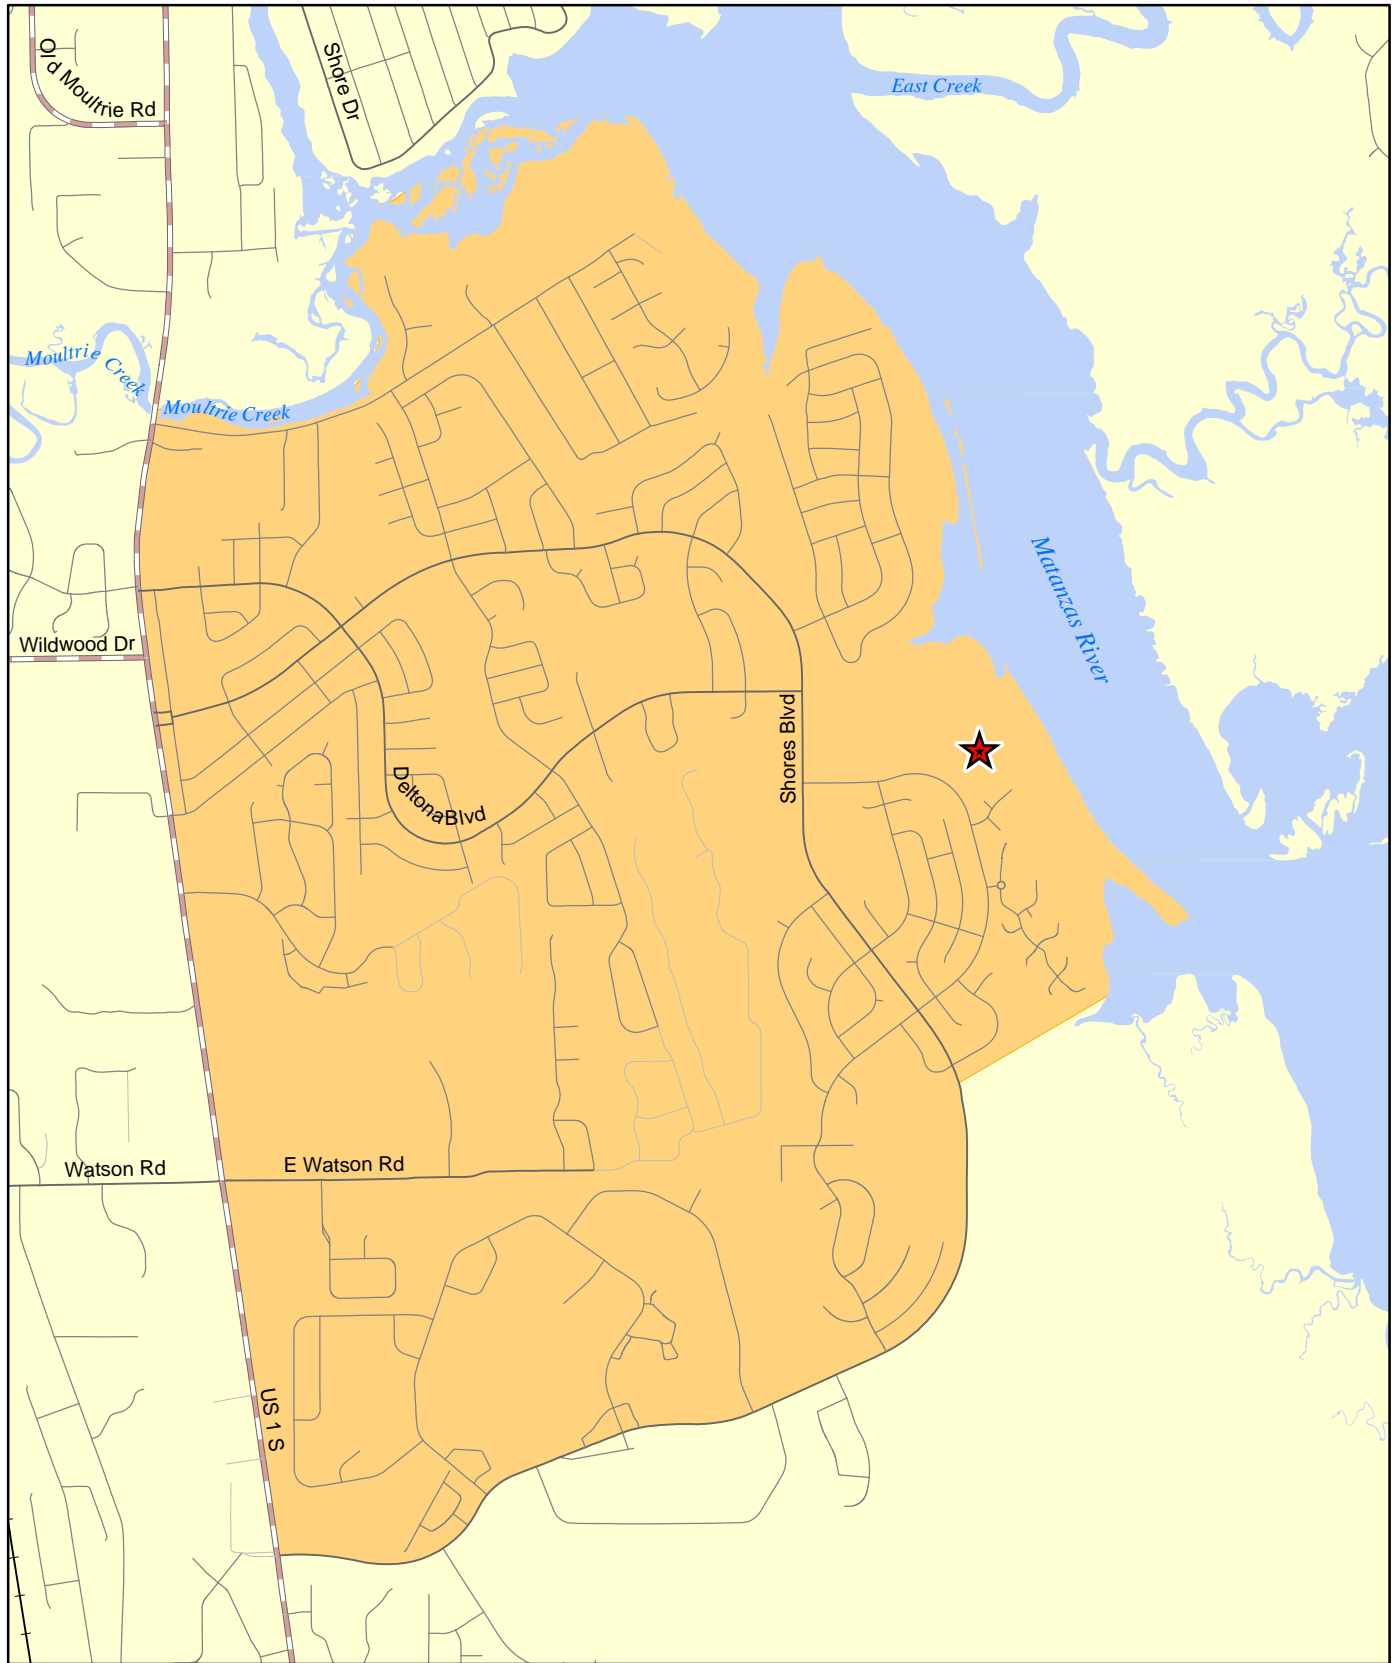 Old Moultrie Rd
Shore Dr
East Creek
Moultrie Creek
Moultrie Creek
Matanzas River
Wildwood Dr
Shores Blvd
Deltona Blvd
Watson Rd
E Watson Rd
US 1 S